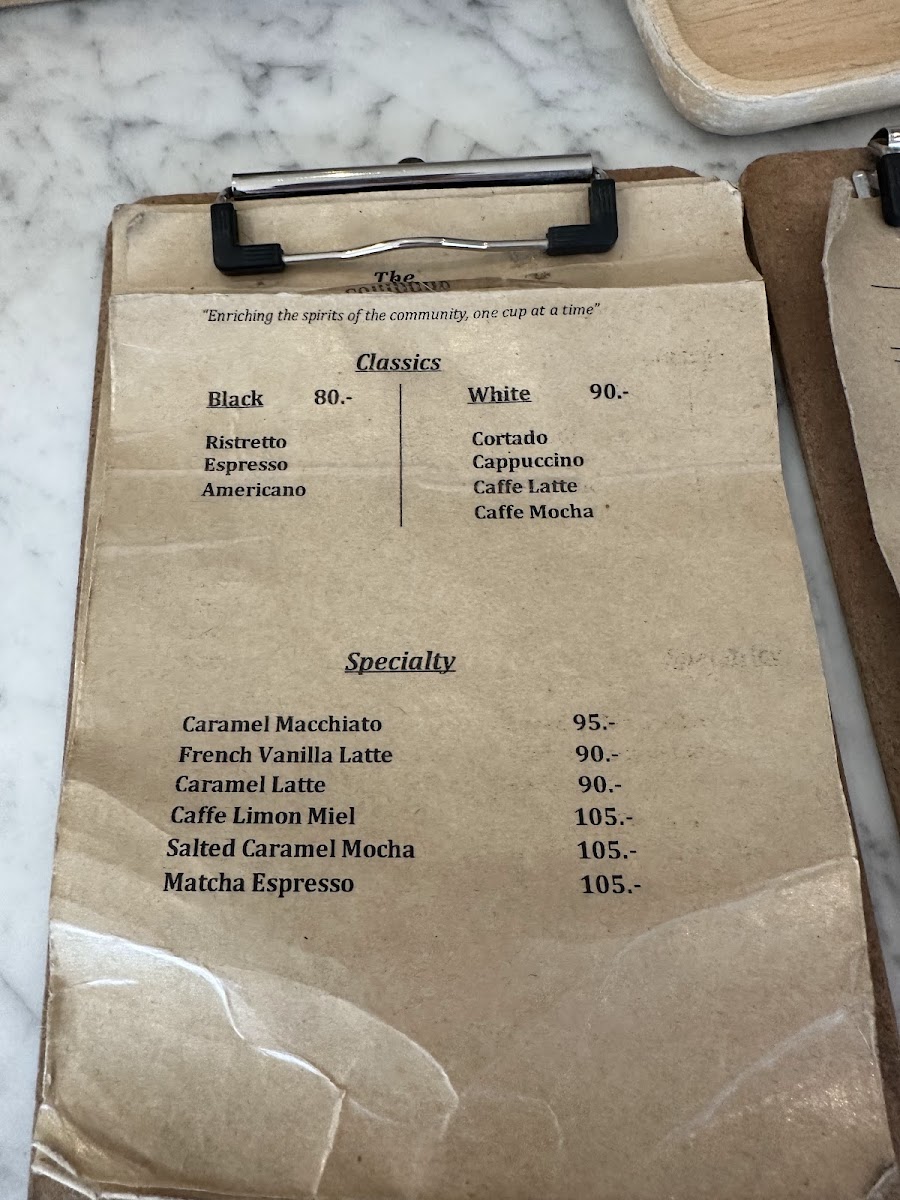 The
"Enriching the spirits of the community, one cup at a time"
Classics
Black 80.-
Ristretto
Espresso
Americano
White 90.-
Cortado
Cappuccino
Caffe Latte
Caffe Mocha
Specialty
Caramel Macchiato 95.-
French Vanilla Latte 90.-
Caramel Latte 90.-
Caffe Limon Miel 105.-
Salted Caramel Mocha 105.-
Matcha Espresso 105.-